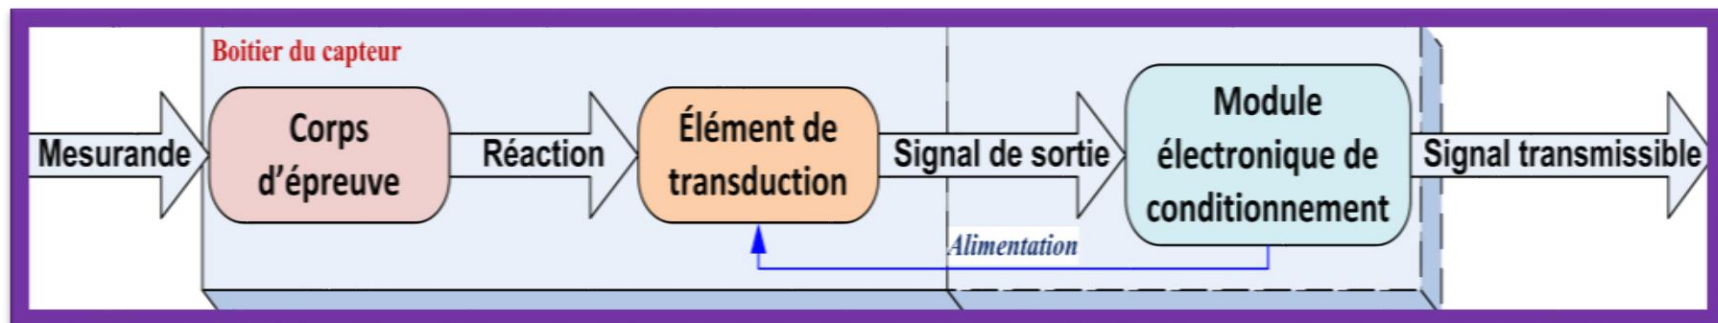 Boitier du capteur
Mesurande
Corps
d'épreuve
Réaction
Élément de
transduction
Signal de sortie
Module
électronique de
conditionnement
Signal transmissible
Alimentation